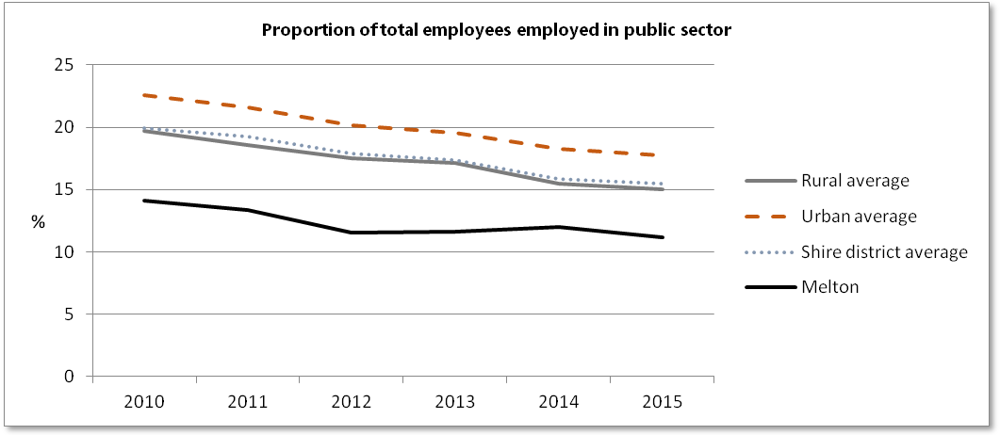 Proportion of total employees employed in public sector
25
20
15
10
5
0
%
2010 2011 2012 2013 2014 2015
Rural average
Urban average
Shire district average
Melton